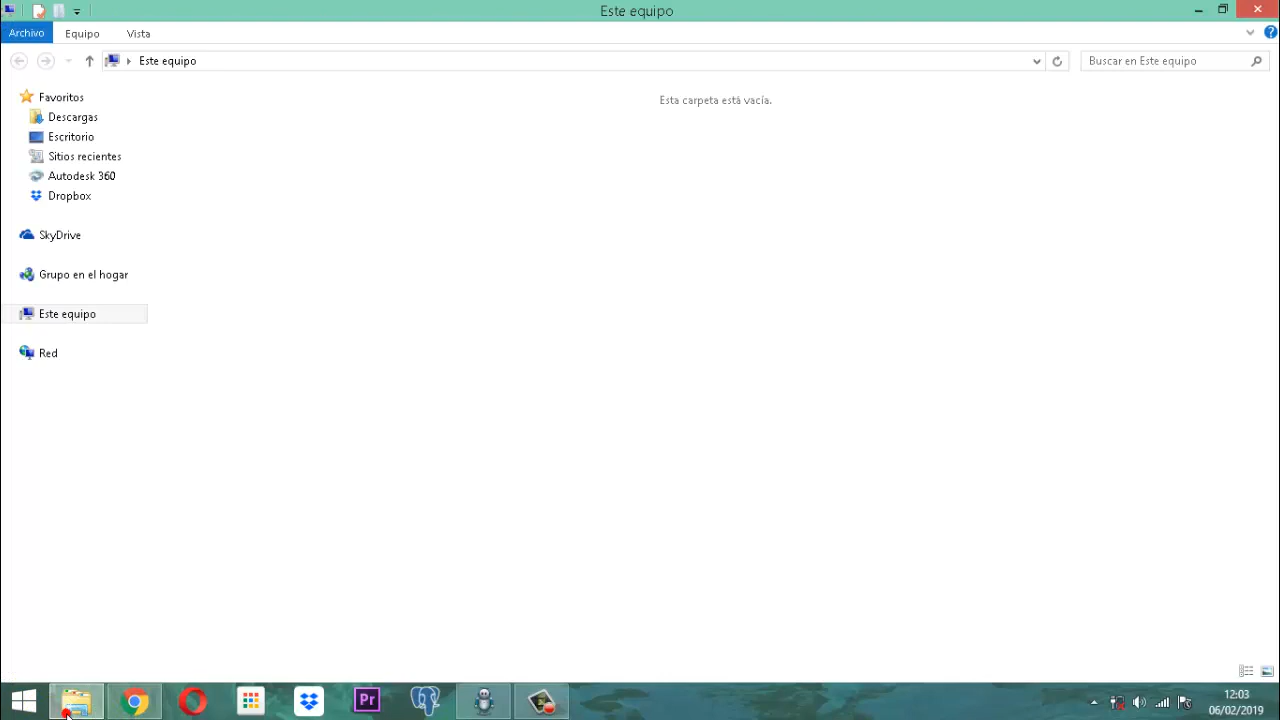 Este equipo
Archivo
Equipo
Vista
Este equipo
Buscar en Este equipo
Favoritos
Descargas
Escritorio
Sitios recientes
Autodesk 360
Dropbox
SkyDrive
Grupo en el hogar
Este equipo
Red
Esta carpeta está vacía.
Pr
12:03
06/02/2019